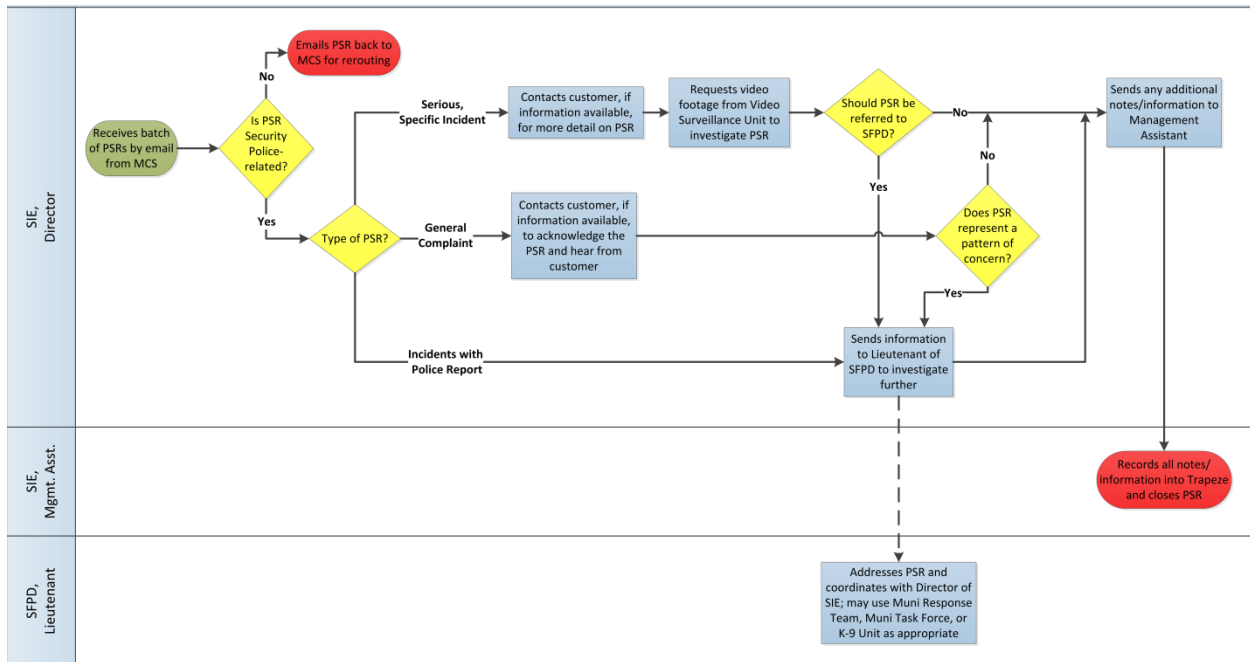 SIE,
Director
Receives batch
of PSRs by email
from MCS
Is PSR
Security
Police-
related?
No
Emails PSR back to
MCS for rerouting
Yes
Type of PSR?
Serious,
Specific Incident
Contacts customer, if
information available,
for more detail on PSR
Requests video
footage from Video
Surveillance Unit to
investigate PSR
Should PSR be
referred to
SFPD?
No
Yes
Sends any additional
notes/information to
Management
Assistant
General
Complaint
Contacts customer, if
information available,
to acknowledge the
PSR and hear from
customer
Does PSR
represent a
pattern of
concern?
No
Yes
Incidents with
Police Report
Sends information
to Lieutenant of
SFPD to investigate
further
SIE,
Mgmt. Asst.
Records all notes/
information into Trapeze
and closes PSR
SFPD,
Lieutenant
Addresses PSR and
coordinates with Director of
SIE; may use Muni Response
Team, Muni Task Force, or
K-9 Unit as appropriate